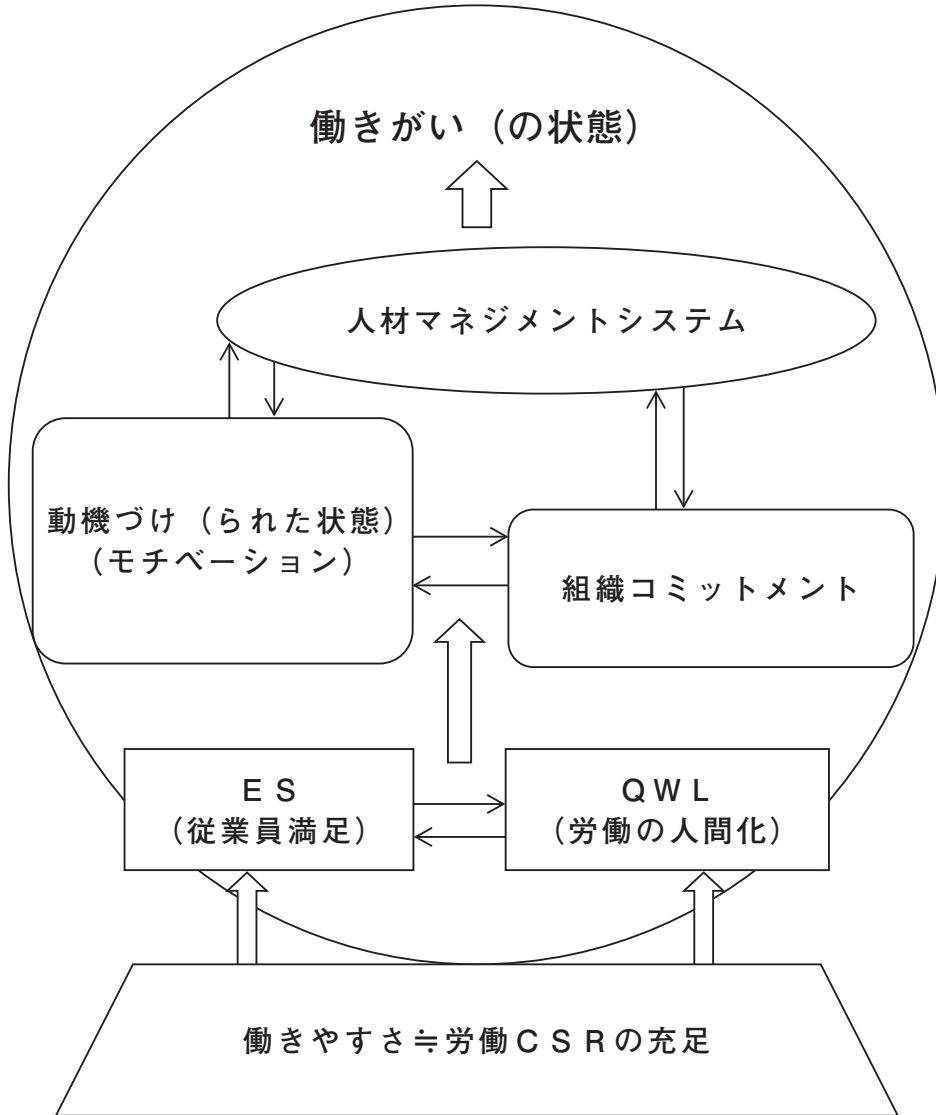 働きがい（の状態）
人材マネジメントシステム
動機づけ（られた状態）
（モチベーション）
組織コミットメント
ＥＳ
（従業員満足）
ＱＷＬ
（労働の人間化）
働きやすさ≒労働ＣＳＲの充足